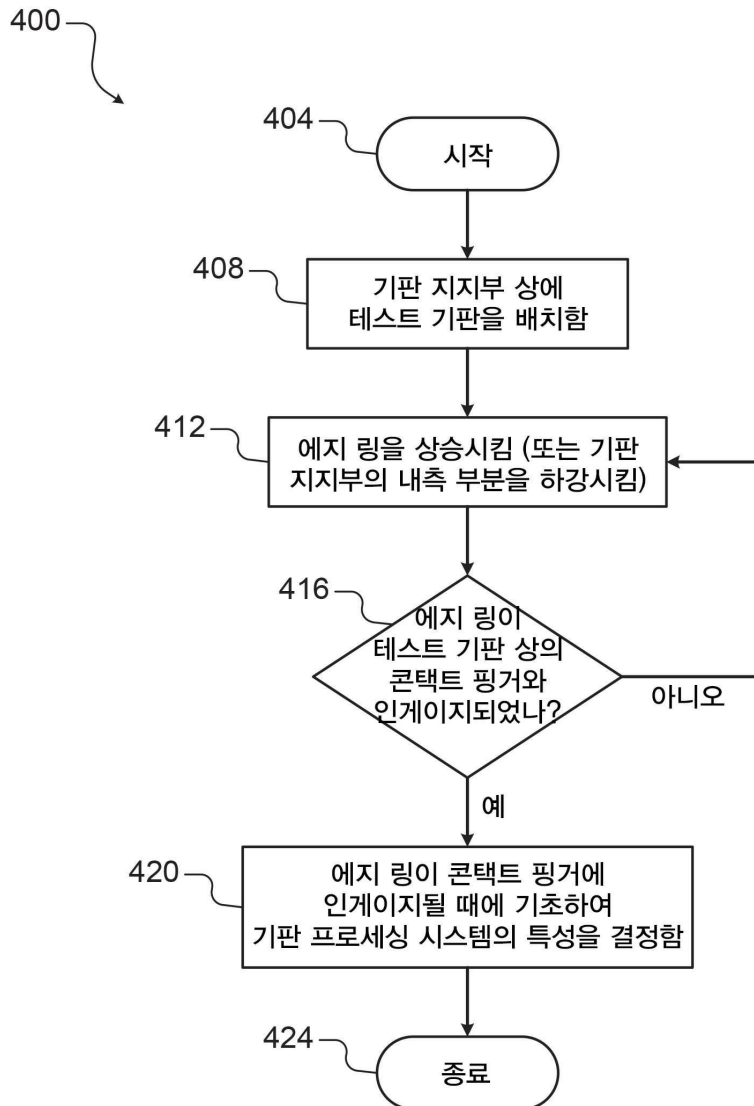 400
404
시작
408
기판 지지부 상에
테스트 기판을 배치함
412
에지 링을 상승시킴 (또는 기판
지지부의 내측 부분을 하강시킴)
416
에지 링이
테스트 기판 상의
콘택트 핑거와
인게이지되었나?
아니오
예
420
에지 링이 콘택트 핑거에
인게이지될 때에 기초하여
기판 프로세싱 시스템의 특성을 결정함
424
종료